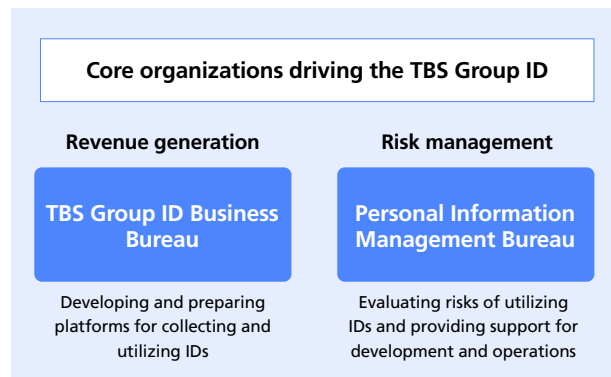 Core organizations driving the TBS Group ID
Revenue generation
TBS Group ID Business
Bureau
Developing and preparing
platforms for collecting and
utilizing IDs
Risk management
Personal Information
Management Bureau
Evaluating risks of utilizing
IDs and providing support for
development and operations